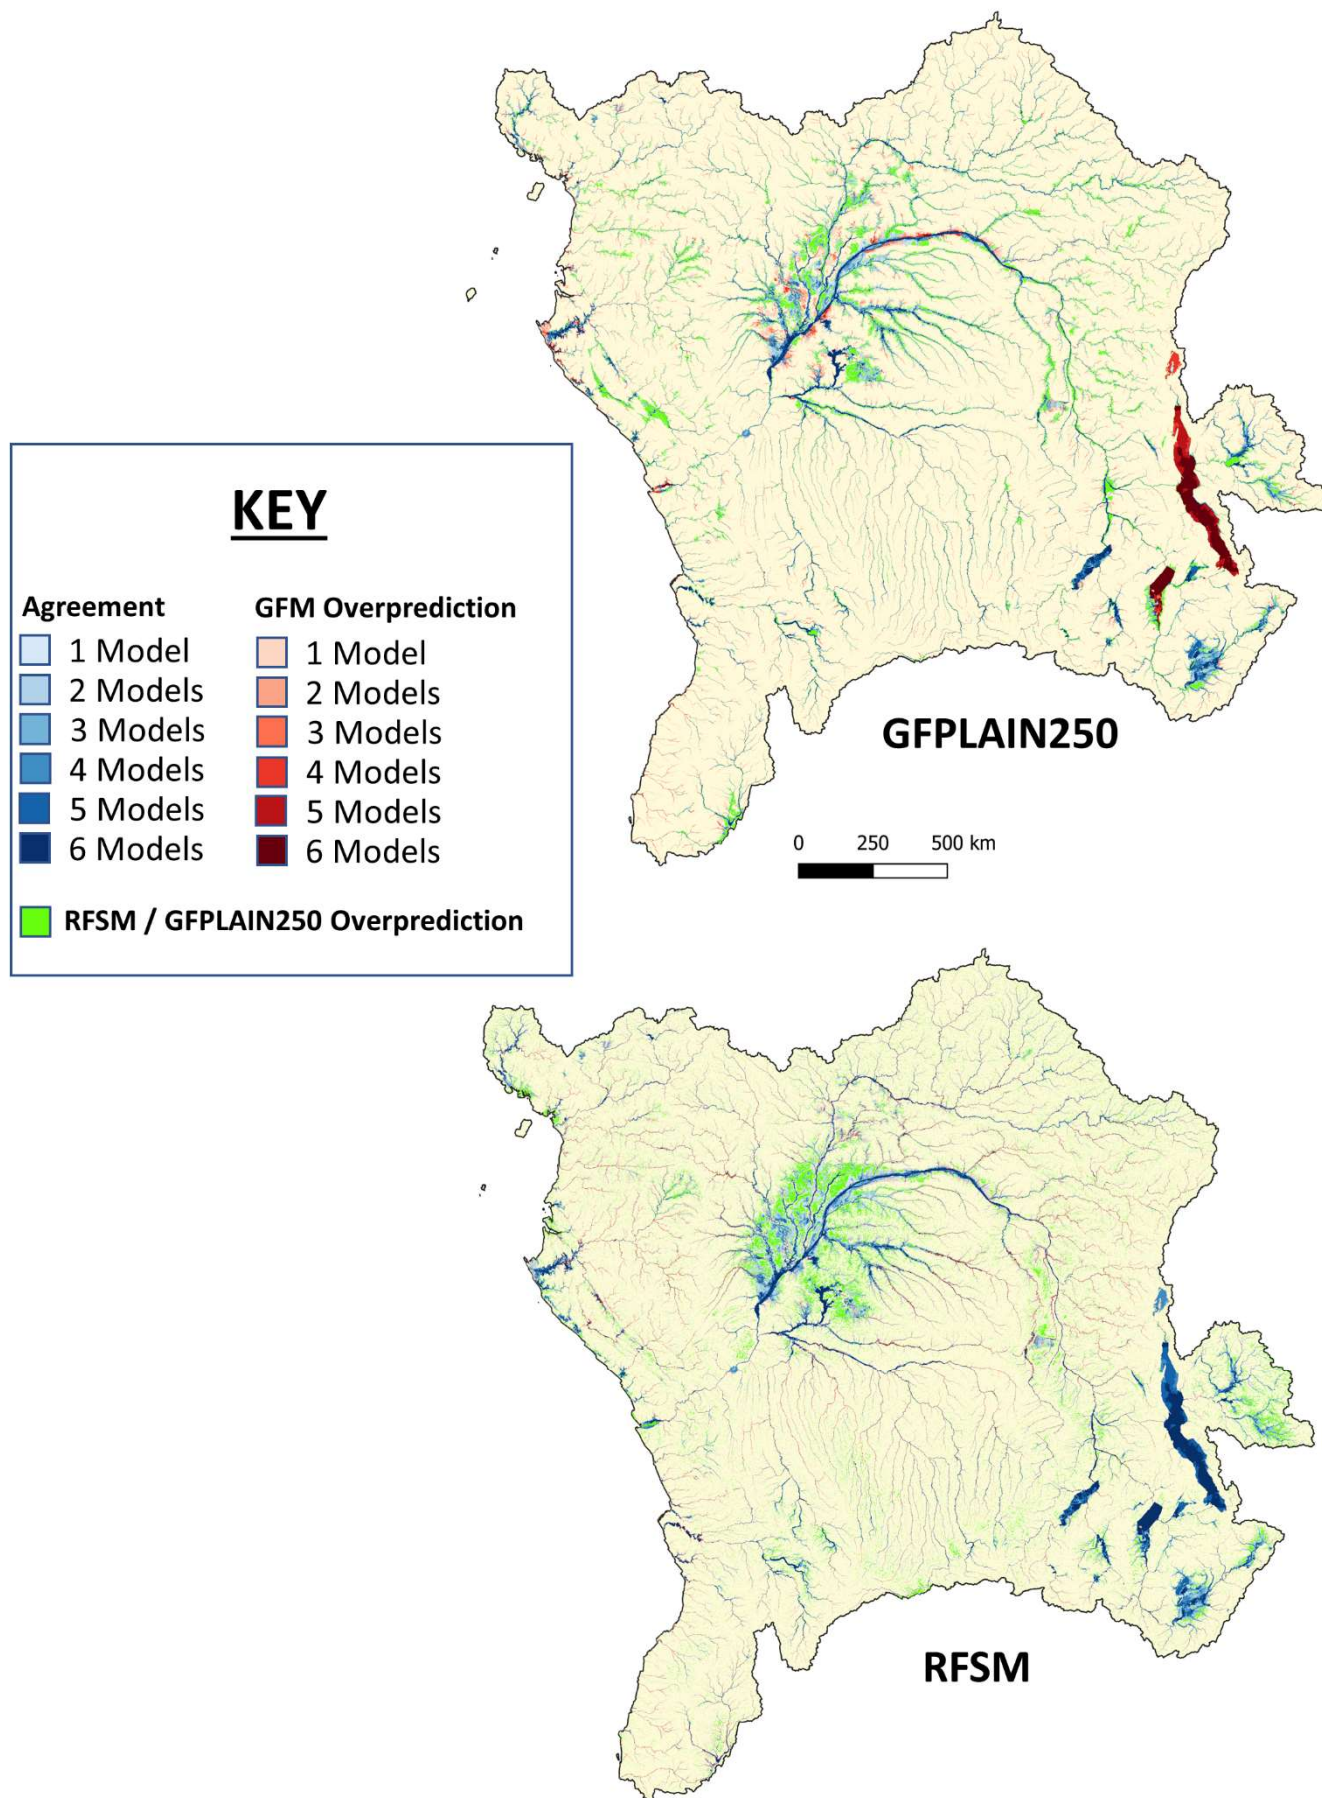 KEY
Agreement
1 Model
2 Models
3 Models
4 Models
5 Models
6 Models
GFM Overprediction
1 Model
2 Models
3 Models
4 Models
5 Models
6 Models
RFSM / GFPLAIN250 Overprediction
GFPLAIN250
0 250 500 km
RFSM